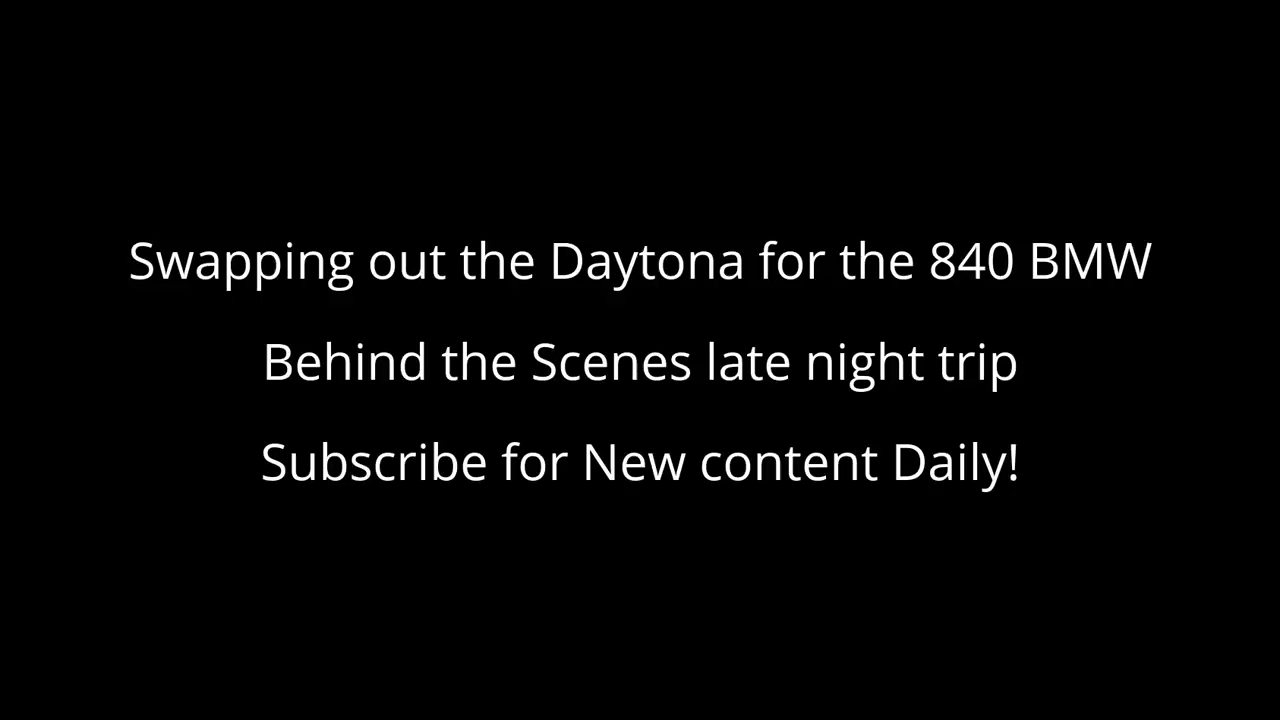 Swapping out the Daytona for the 840 BMW
Behind the Scenes late night trip
Subscribe for New content Daily!